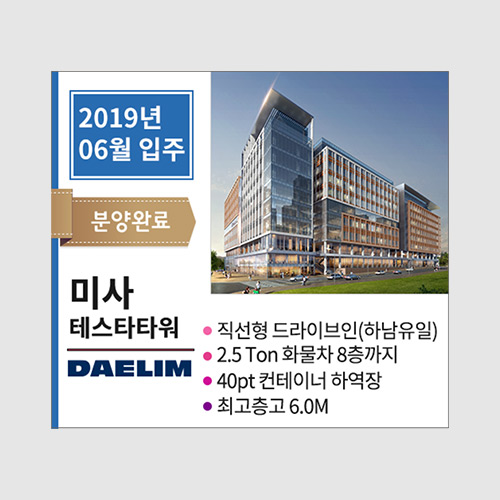 2019년
06월 입주
분양완료
미사
테스타타워
DAELIM
직선형 드라이브인(하남유일)
2.5 Ton 화물차 8층까지
40pt 컨테이너 하역장
최고층고 6.0M